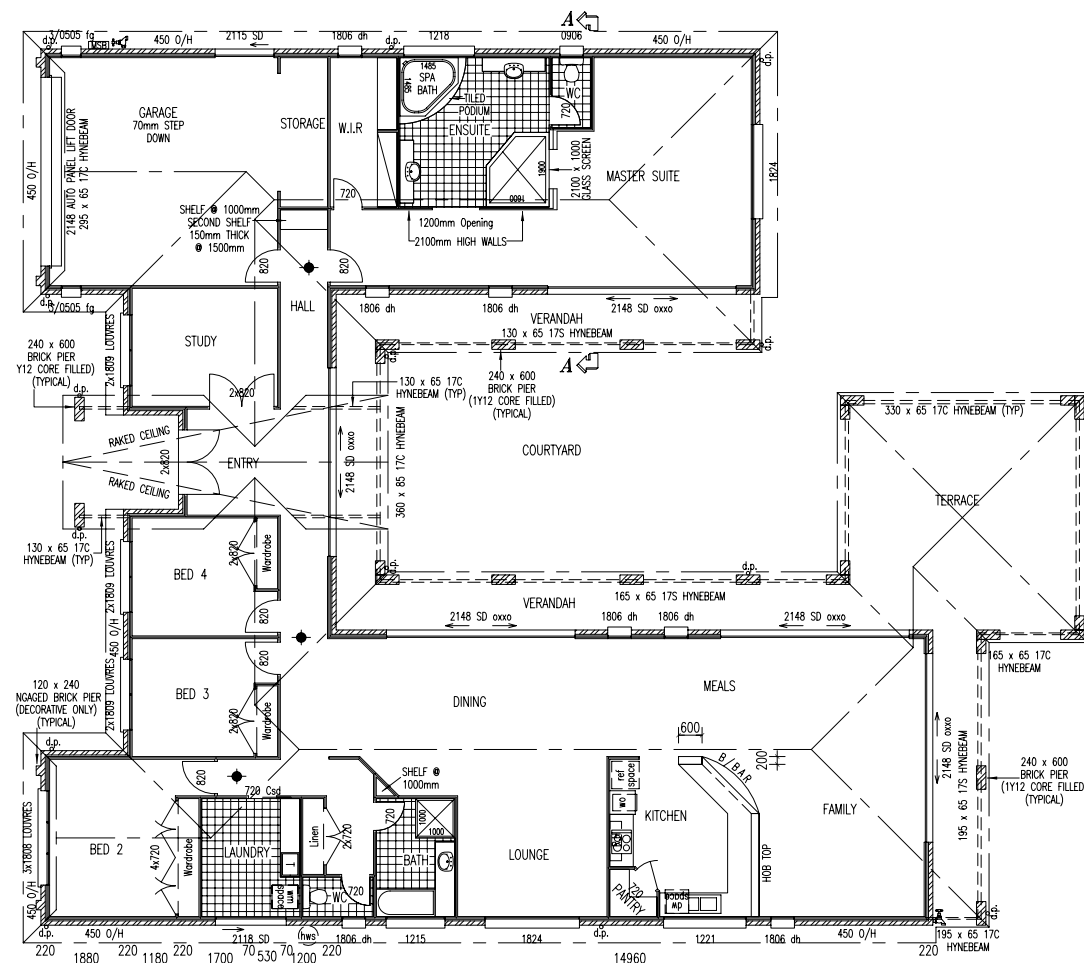 A
3/0505 fg
d.p.
MSB
450 O/H
2115 SD
1806 dh
d.p.
1218
0906
450 O/H
d.p.
GARAGE
70mm STEP
DOWN
STORAGE
W.I.R
1485
1485
SPA
BATH
TILED
PODIUM
ENSUITE
WC
720
2100 x 1000
GLASS SCREEN
1900
1600
MASTER SUITE
1824
450 O/H
2148 AUTO PANEL LIFT DOOR
295 x 65 17C HYNEBEAM
720
SHELF @ 1000mm
SECOND SHELF
150mm THICK
@ 1500mm
1200mm Opening
2100mm HIGH WALLS
820
820
HALL
d.p.
3/0505 fg
1806 dh
1806 dh
2148 SD oxxo
d.p.
VERANDAH
130 x 65 17S HYNEBEAM
d.p.
A
STUDY
2x1809 LOUVRES
240 x 600
BRICK PIER
Y12 CORE FILLED)
(TYPICAL)
d.p.
2x820
130 x 65 17C
HYNEBEAM (TYP)
d.p.
240 x 600
BRICK PIER
(1Y12 CORE FILLED)
(TYPICAL)
RAKED CEILING
RAKED CEILING
2x820
ENTRY
2148 SD oxxo
360 x 85 17C HYNEBEAM
COURTYARD
330 x 65 17C HYNEBEAM (TYP)
TERRACE
d.p.
130 x 65 17C
HYNEBEAM (TYP)
2x1809 LOUVRES
BED 4
2x820
Wardrobe
820
d.p.
d.p.
165 x 65 17S HYNEBEAM
VERANDAH
2148 SD oxxo
1806 dh
1806 dh
2148 SD oxxo
165 x 65 17C
HYNEBEAM
450 O/H
2x1809 LOUVRES
820
BED 3
2x820
Wardrobe
DINING
MEALS
120 x 240
NGAGED BRICK PIER
(DECORATIVE ONLY)
(TYPICAL)
d.p.
600
200
B/BAR
2148 SD oxxo
195 x 65 17S HYNEBEAM
240 x 600
BRICK PIER
(1Y12 CORE FILLED
(TYPICAL)
820
720 Csd
SHELF @
1000mm
ref
space
wo
KITCHEN
FAMILY
3x1808 LOUVRES
BED 2
4x720
Wardrobe
LAUNDRY
T
Linen
2x720
720
1000
1000
BATH
LOUNGE
HOB TOP
wm
space
WC
720
720
PANTRY
dw
space
450 O/H
d.p.
450 O/H
2118 SD
hws
1806 dh
1215
1824
d.p.
1221
1806 dh
450 O/H
d.p.
195 x 65 17C
HYNEBEAM
220
1880
220
1180
220
1700
70
530
70
1200
220
14960
220